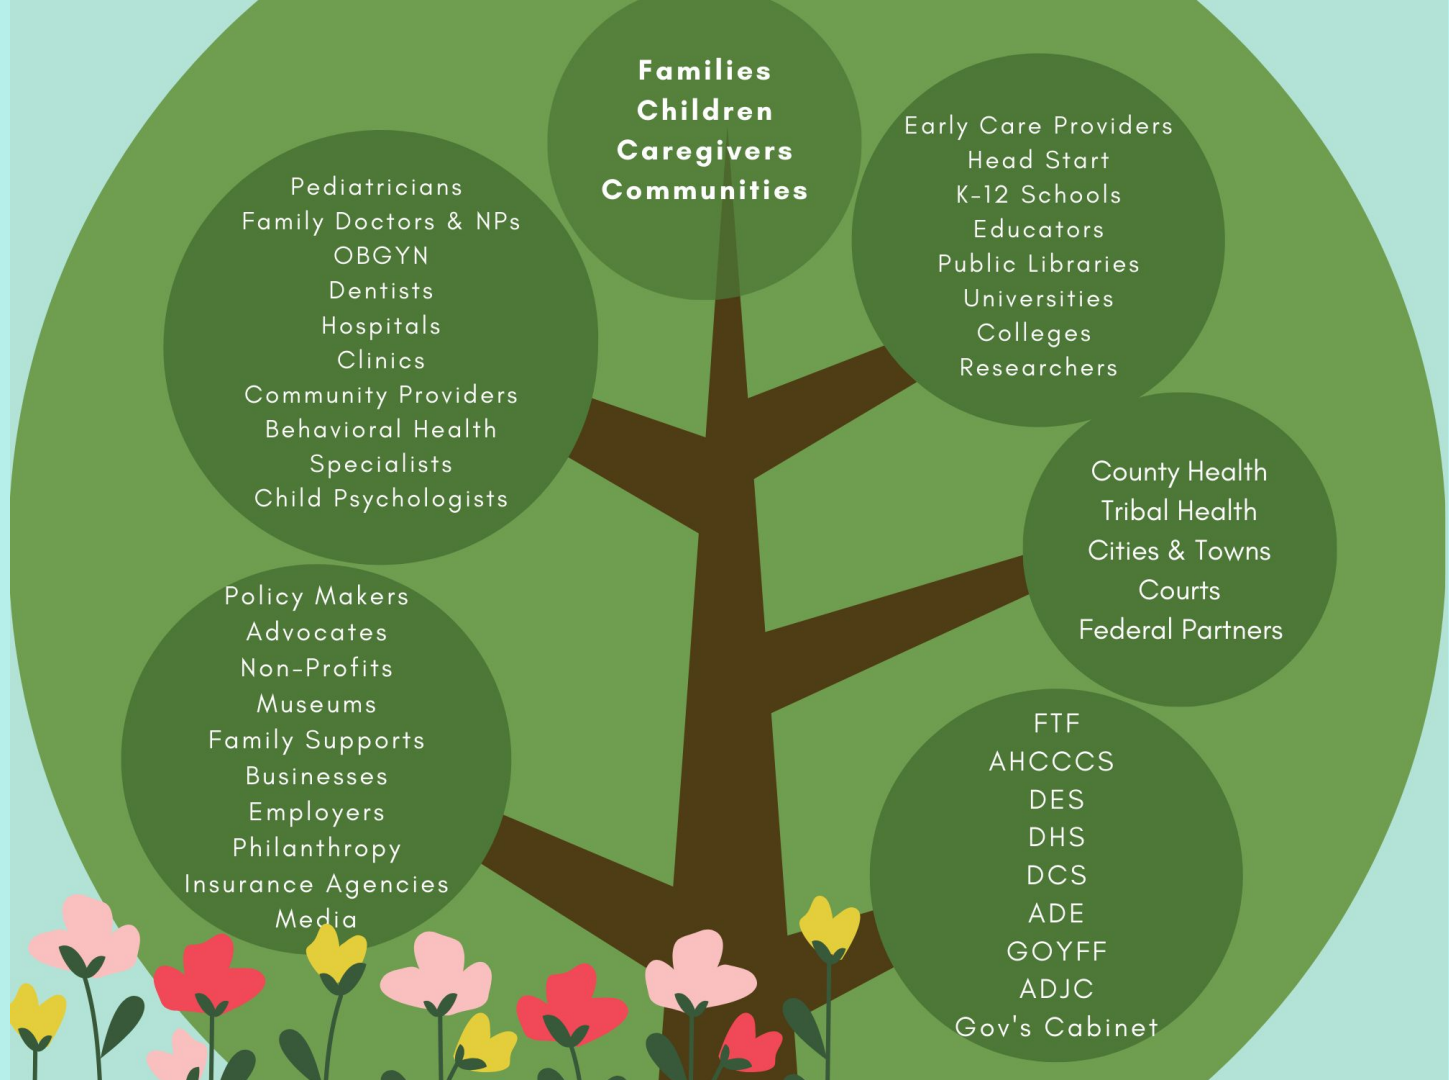 Families
Children
Caregivers
Communities
Early Care Providers
Head Start
K-12 Schools
Educators
Public Libraries
Universities
Colleges
Researchers
Pediatricians
Family Doctors & NPs
OBGYN
Dentists
Hospitals
Clinics
Community Providers
Behavioral Health
Specialists
Child Psychologists
County Health
Tribal Health
Cities & Towns
Courts
Federal Partners
Policy Makers
Advocates
Non-Profits
Museums
Family Supports
Businesses
Employers
Philanthropy
Insurance Agencies
Media
FTF
AHCCCS
DES
DHS
DCS
ADE
GOYFF
ADJC
Gov's Cabinet